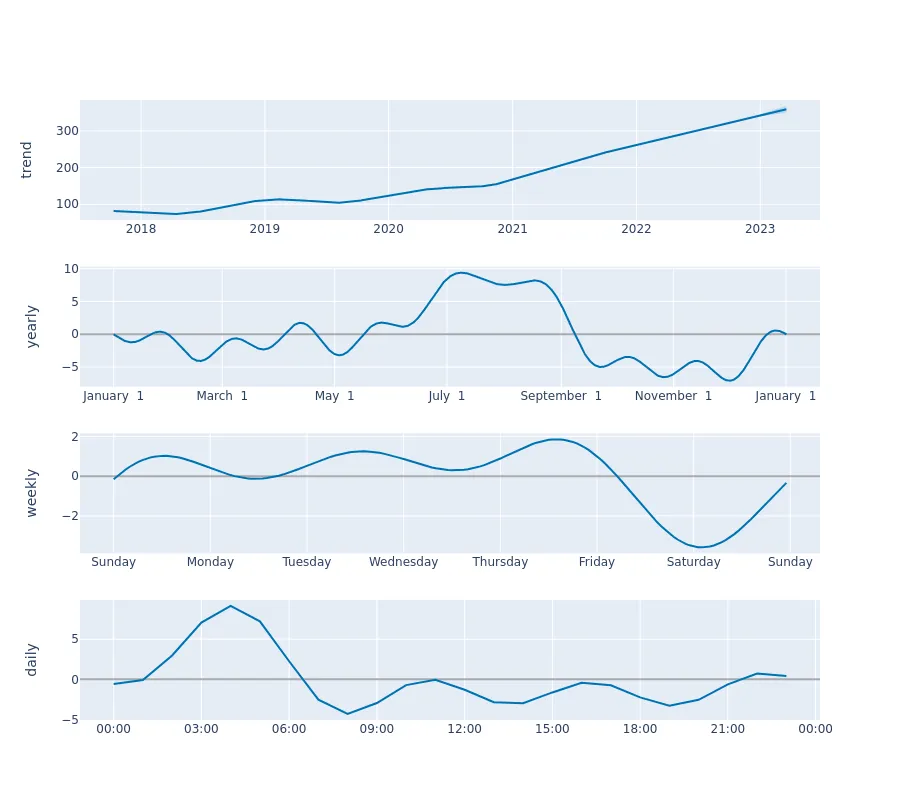 trend
300
200
100
2018 2019 2020 2021 2022 2023
yearly
10
5
0
−5
January 1 March 1 May 1 July 1 September 1 November 1 January 1
weekly
2
0
−2
Sunday Monday Tuesday Wednesday Thursday Friday Saturday Sunday
daily
5
0
−5
00:00 03:00 06:00 09:00 12:00 15:00 18:00 21:00 00:00